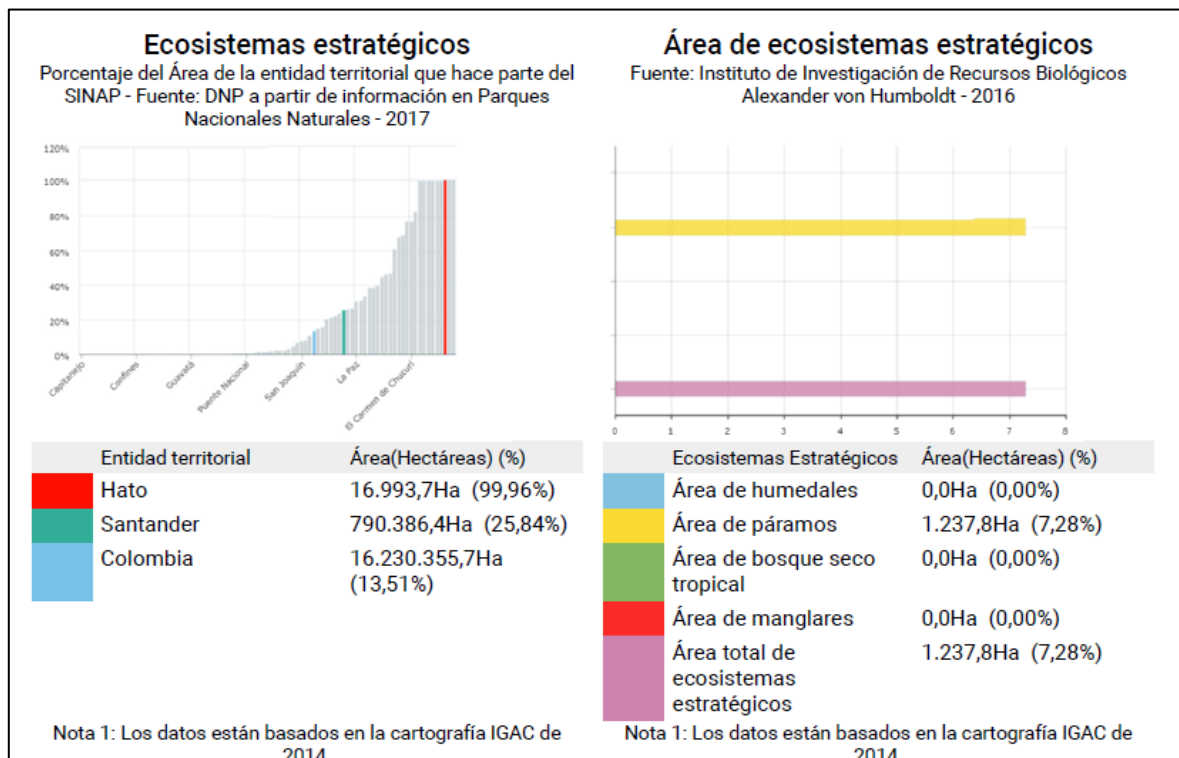 Ecosistemas estratégicos
Porcentaje del Área de la entidad territorial que hace parte del
SINAP - Fuente: DNP a partir de información en Parques
Nacionales Naturales - 2017
120%
100%
80%
60%
40%
20%
0%
Capitanejo
Confines
Guavatá
Puente Nacional
San Joaquín
La Paz
El Carmen de Chucurí
Entidad territorial Área(Hectáreas) (%)
Hato 16.993,7Ha (99,96%)
Santander 790.386,4Ha (25,84%)
Colombia 16.230.355,7Ha
(13,51%)
Nota 1: Los datos están basados en la cartografía IGAC de
2014
Área de ecosistemas estratégicos
Fuente: Instituto de Investigación de Recursos Biológicos
Alexander von Humboldt - 2016
0 1 2 3 4 5 6 7 8
Ecosistemas Estratégicos Área(Hectáreas) (%)
Área de humedales 0,0Ha (0,00%)
Área de páramos 1.237,8Ha (7,28%)
Área de bosque seco 0,0Ha (0,00%)
tropical
Área de manglares 0,0Ha (0,00%)
Área total de 1.237,8Ha (7,28%)
ecosistemas
estratégicos
Nota 1: Los datos están basados en la cartografía IGAC de
2014